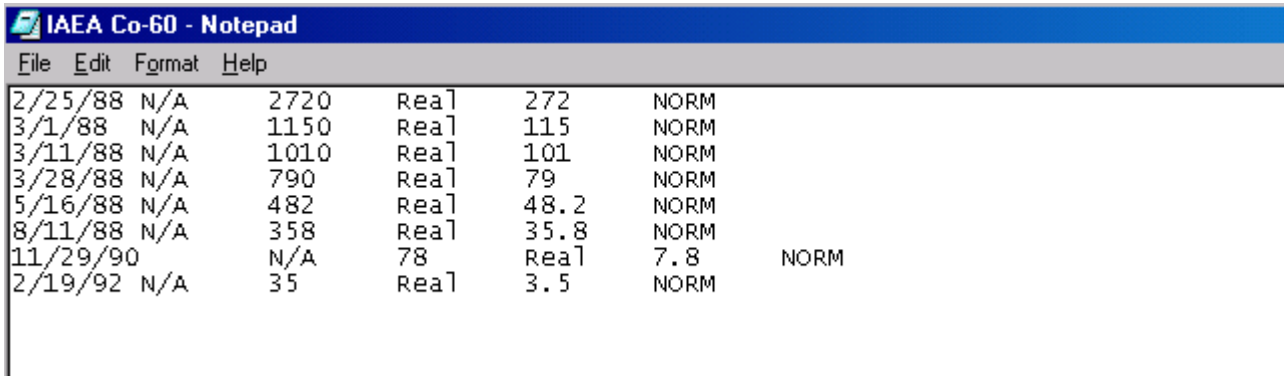 IAEA Co-60 - Notepad
File Edit Format Help
2/25/88 N/A 2720 Real 272 NORM
3/1/88 N/A 1150 Real 115 NORM
3/11/88 N/A 1010 Real 101 NORM
3/28/88 N/A 790 Real 79 NORM
5/16/88 N/A 482 Real 48.2 NORM
8/11/88 N/A 358 Real 35.8 NORM
11/29/90 N/A 78 Real 7.8 NORM
2/19/92 N/A 35 Real 3.5 NORM